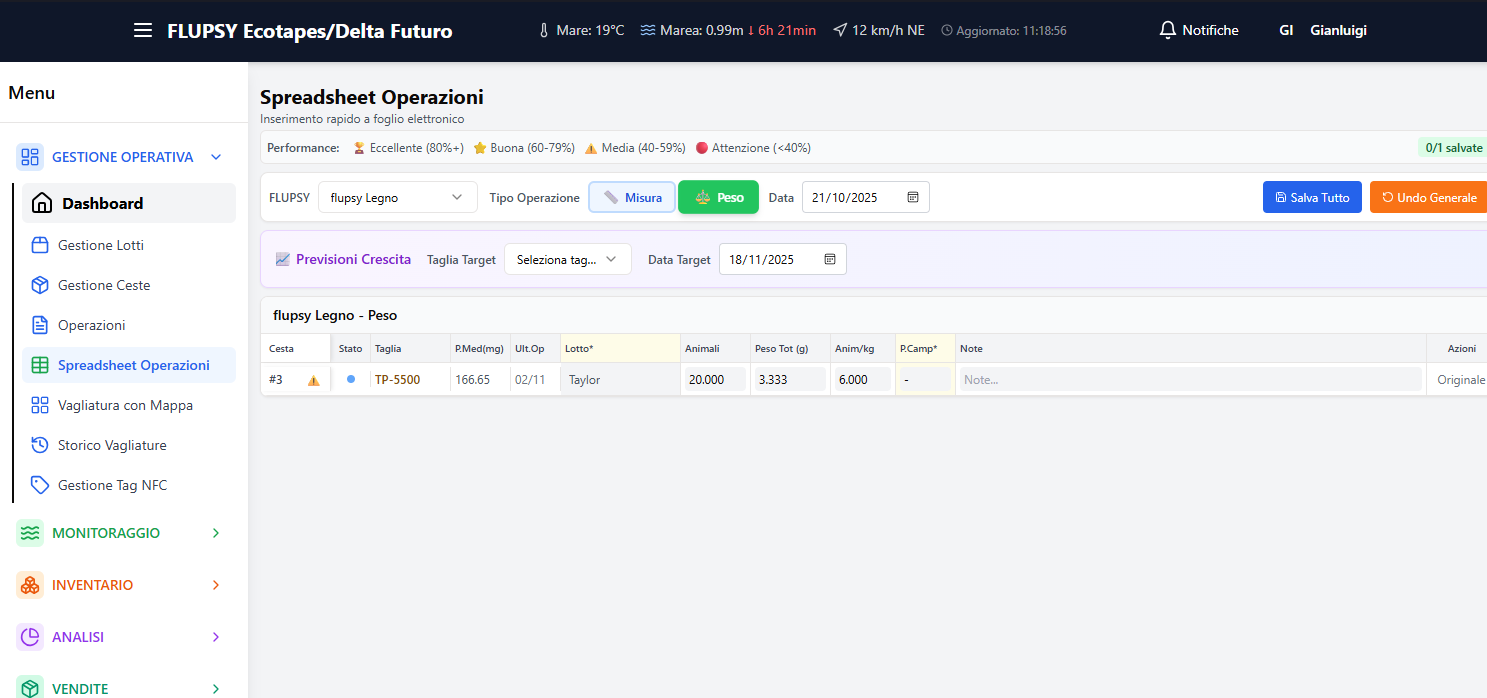 FLUPSY Ecotapes/Delta Futuro Mare: 19°C Marea: 0.99m ↓ 6h 21min 12 km/h NE Aggiornato: 11:18:56 Notifiche GI Gianluigi
Menu
GESTIONE OPERATIVA
Dashboard
Gestione Lotti
Gestione Ceste
Operazioni
Spreadsheet Operazioni
Vagliatura con Mappa
Storico Vagliature
Gestione Tag NFC
MONITORAGGIO
INVENTARIO
ANALISI
VENDITE
Spreadsheet Operazioni
Inserimento rapido a foglio elettronico
Performance: Eccellente (80%+) Buona (60-79%) Media (40-59%) Attenzione (<40%) 0/1 salvate
FLUPSY flupsy Legno Tipo Operazione Misura Peso Data 21/10/2025 Salva Tutto Undo Generale
Previsioni Crescita Taglia Target Seleziona tag... Data Target 18/11/2025
flupsy Legno - Peso
Cesta Stato Taglia P.Med(mg) Ult.Op Lotto* Animali Peso Tot (g) Anim/kg P.Camp* Note Azioni
#3 TP-5500 166.65 02/11 Taylor 20.000 3.333 6.000 - Note... Originale